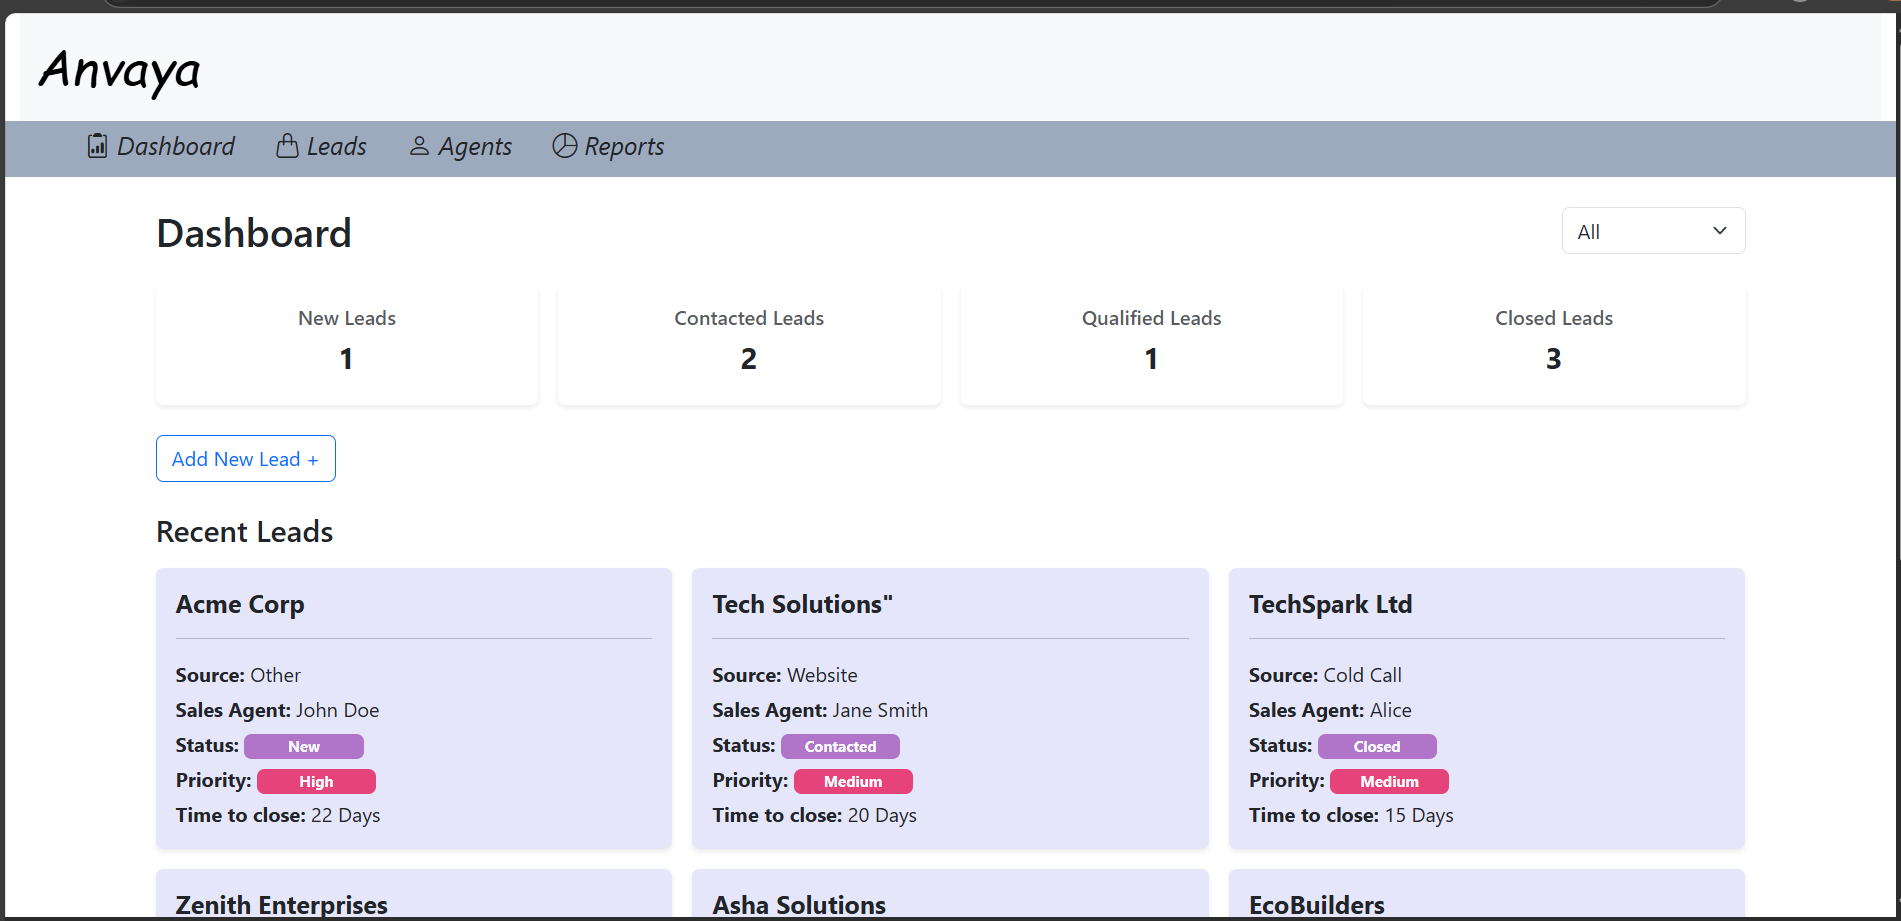 Anvaya
Dashboard Leads Agents Reports
Dashboard
All
New Leads
1
Contacted Leads
2
Qualified Leads
1
Closed Leads
3
Add New Lead +
Recent Leads
Acme Corp
Source: Other
Sales Agent: John Doe
Status: New
Priority: High
Time to close: 22 Days
Tech Solutions"
Source: Website
Sales Agent: Jane Smith
Status: Contacted
Priority: Medium
Time to close: 20 Days
TechSpark Ltd
Source: Cold Call
Sales Agent: Alice
Status: Closed
Priority: Medium
Time to close: 15 Days
Zenith Enterprises
Asha Solutions
EcoBuilders